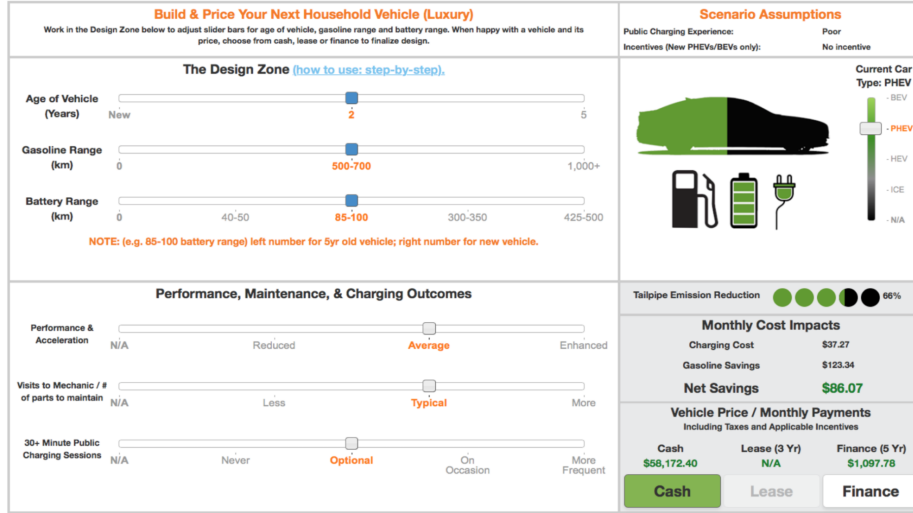 Build & Price Your Next Household Vehicle (Luxury)
Work in the Design Zone below to adjust slider bars for age of vehicle, gasoline range and battery range. When happy with a vehicle and its
price, choose from cash, lease or finance to finalize design.
Scenario Assumptions
Public Charging Experience: Poor
Incentives (New PHEVs/BEVs only): No incentive
The Design Zone (how to use: step-by-step).
Age of Vehicle
(Years)
New 2 5
Gasoline Range
(km)
0 500-700 1,000+
Battery Range
(km)
0 40-50 85-100 300-350 425-500
NOTE: (e.g. 85-100 battery range) left number for 5yr old vehicle; right number for new vehicle.
Current Car
Type: PHEV
- BEV
- PHEV
- HEV
- ICE
- N/A
Performance, Maintenance, & Charging Outcomes
Performance &
Acceleration
N/A Reduced Average Enhanced
Visits to Mechanic / #
of parts to maintain
N/A Less Typical More
30+ Minute Public
Charging Sessions
N/A Never Optional On
Occasion More
Frequent
Tailpipe Emission Reduction 66%
Monthly Cost Impacts
Charging Cost $37.27
Gasoline Savings $123.34
Net Savings $86.07
Vehicle Price / Monthly Payments
Including Taxes and Applicable Incentives
Cash Lease (3 Yr) Finance (5 Yr)
$58,172.40 N/A $1,097.78
Cash Lease Finance